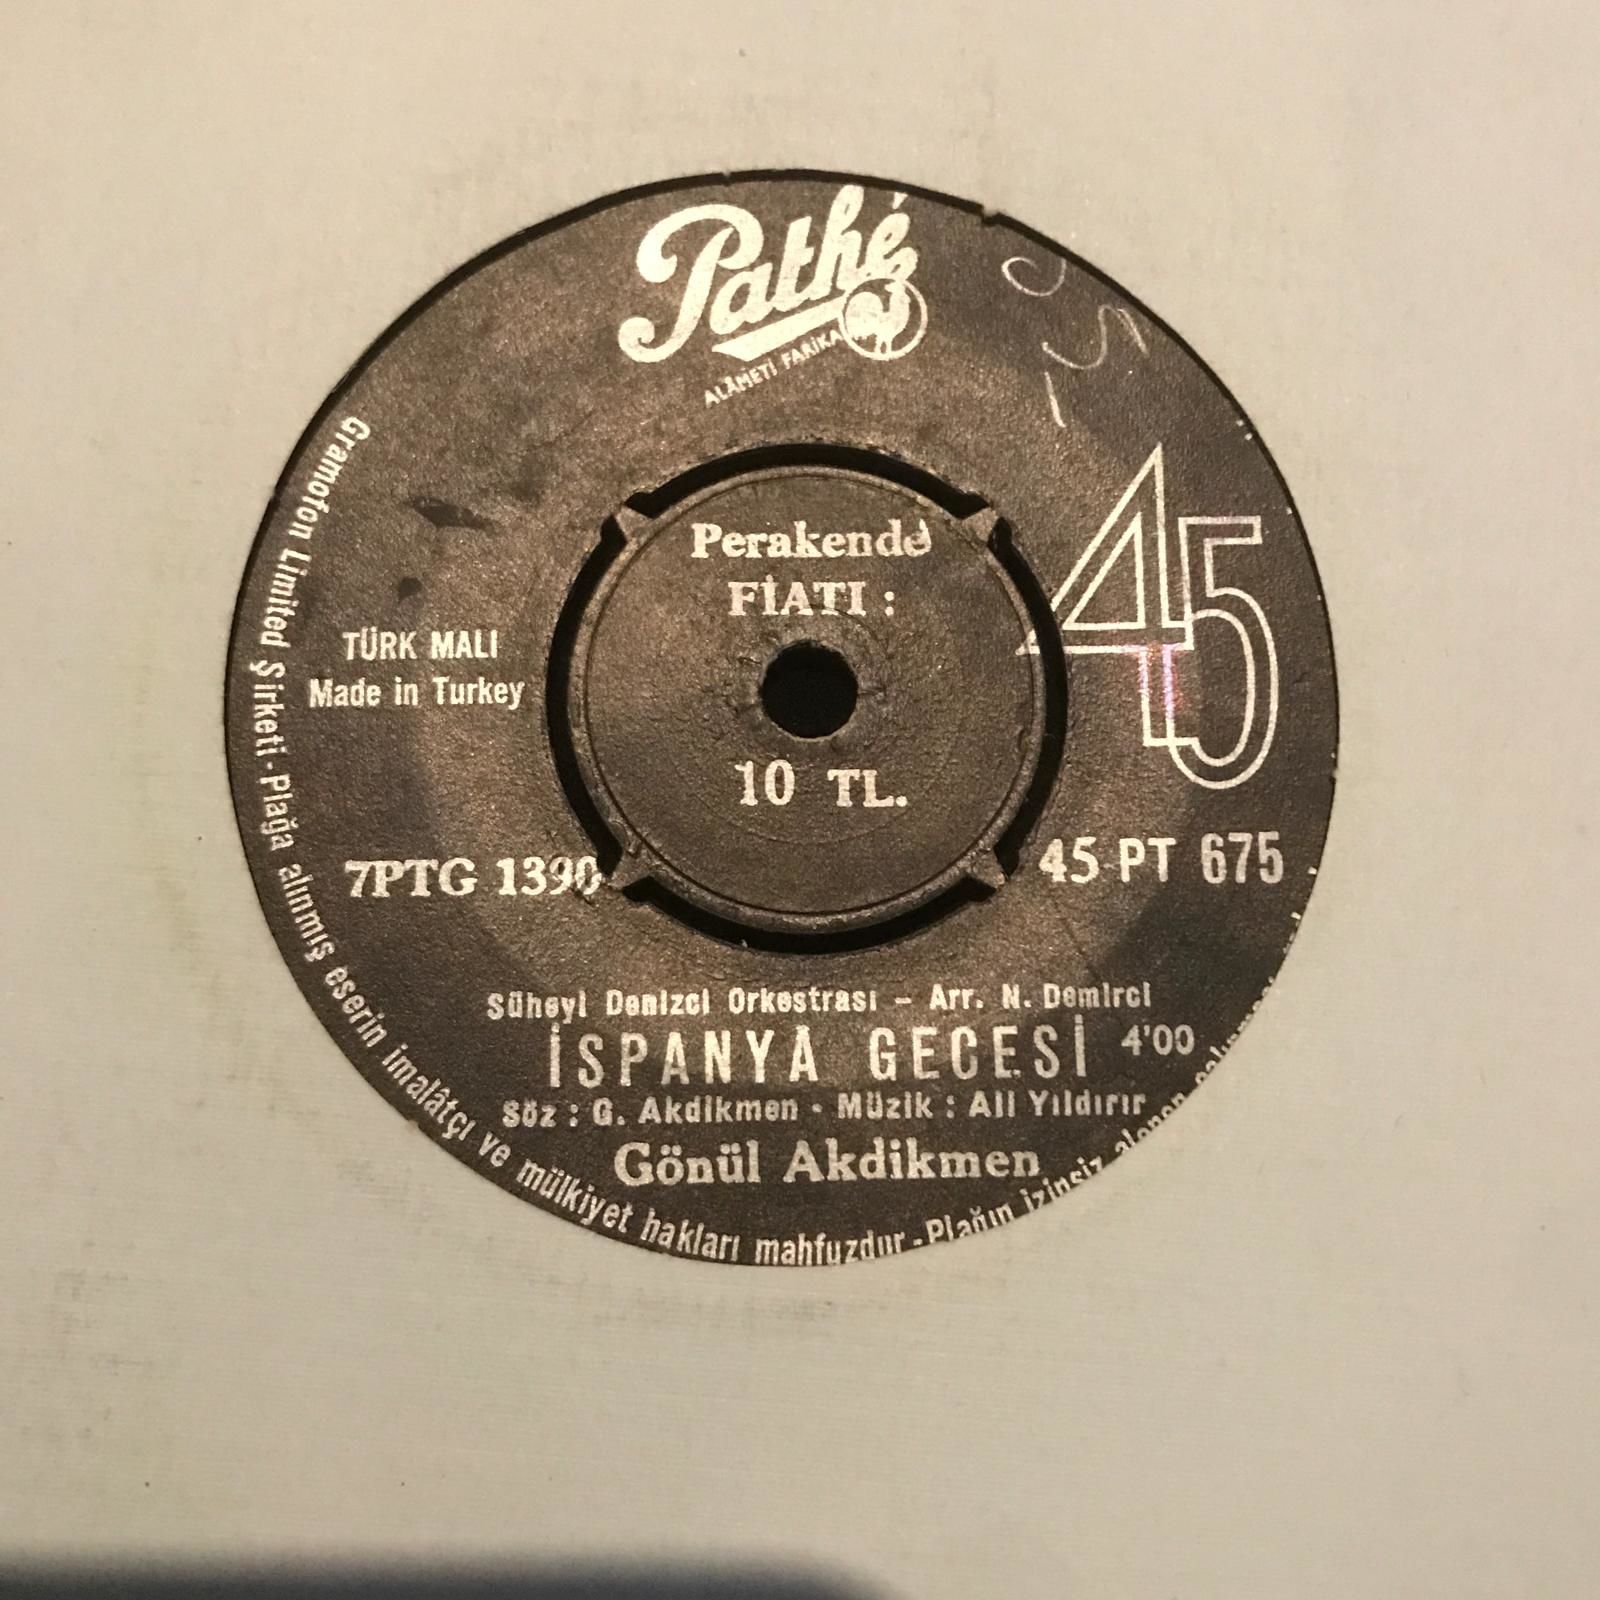 Pathé
ALÂMETİ FARİKA
45
Perakende
FİATI :
10 TL.
TÜRK MALI
Made in Turkey
7PTG 1390
45-PT 675
Süheyl Denizci Orkestrası – Arr. N. Demirci
İSPANYA GECESİ 4'00
Söz : G. Akdikmen - Müzik : Ali Yıldırır
Gönül Akdikmen
Gramofon Limited Şirketi - Plağa alınmış eserin imalâtçı ve mülkiyet hakları mahfuzdur - Plağın izinsiz alenen